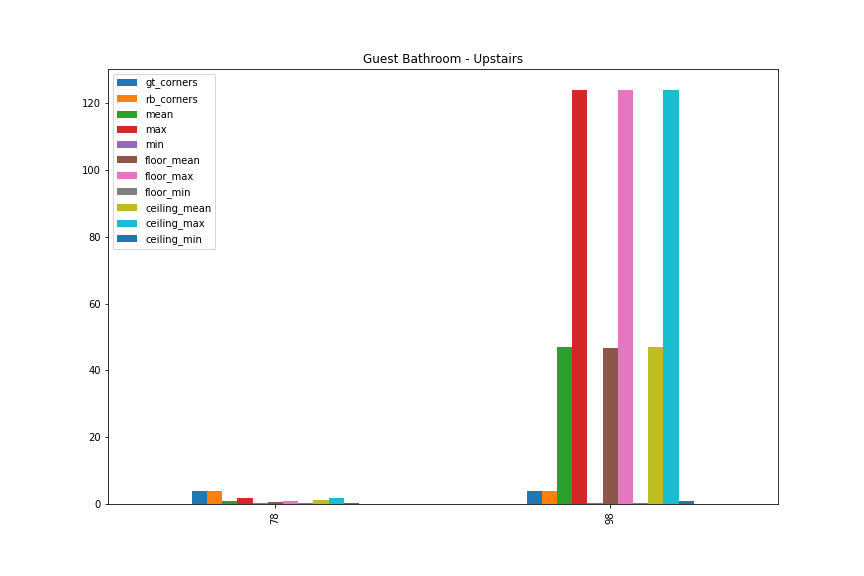 Guest Bathroom - Upstairs
gt_corners
rb_corners
mean
max
min
floor_mean
floor_max
floor_min
ceiling_mean
ceiling_max
ceiling_min
120
100
80
60
40
20
0
78
98